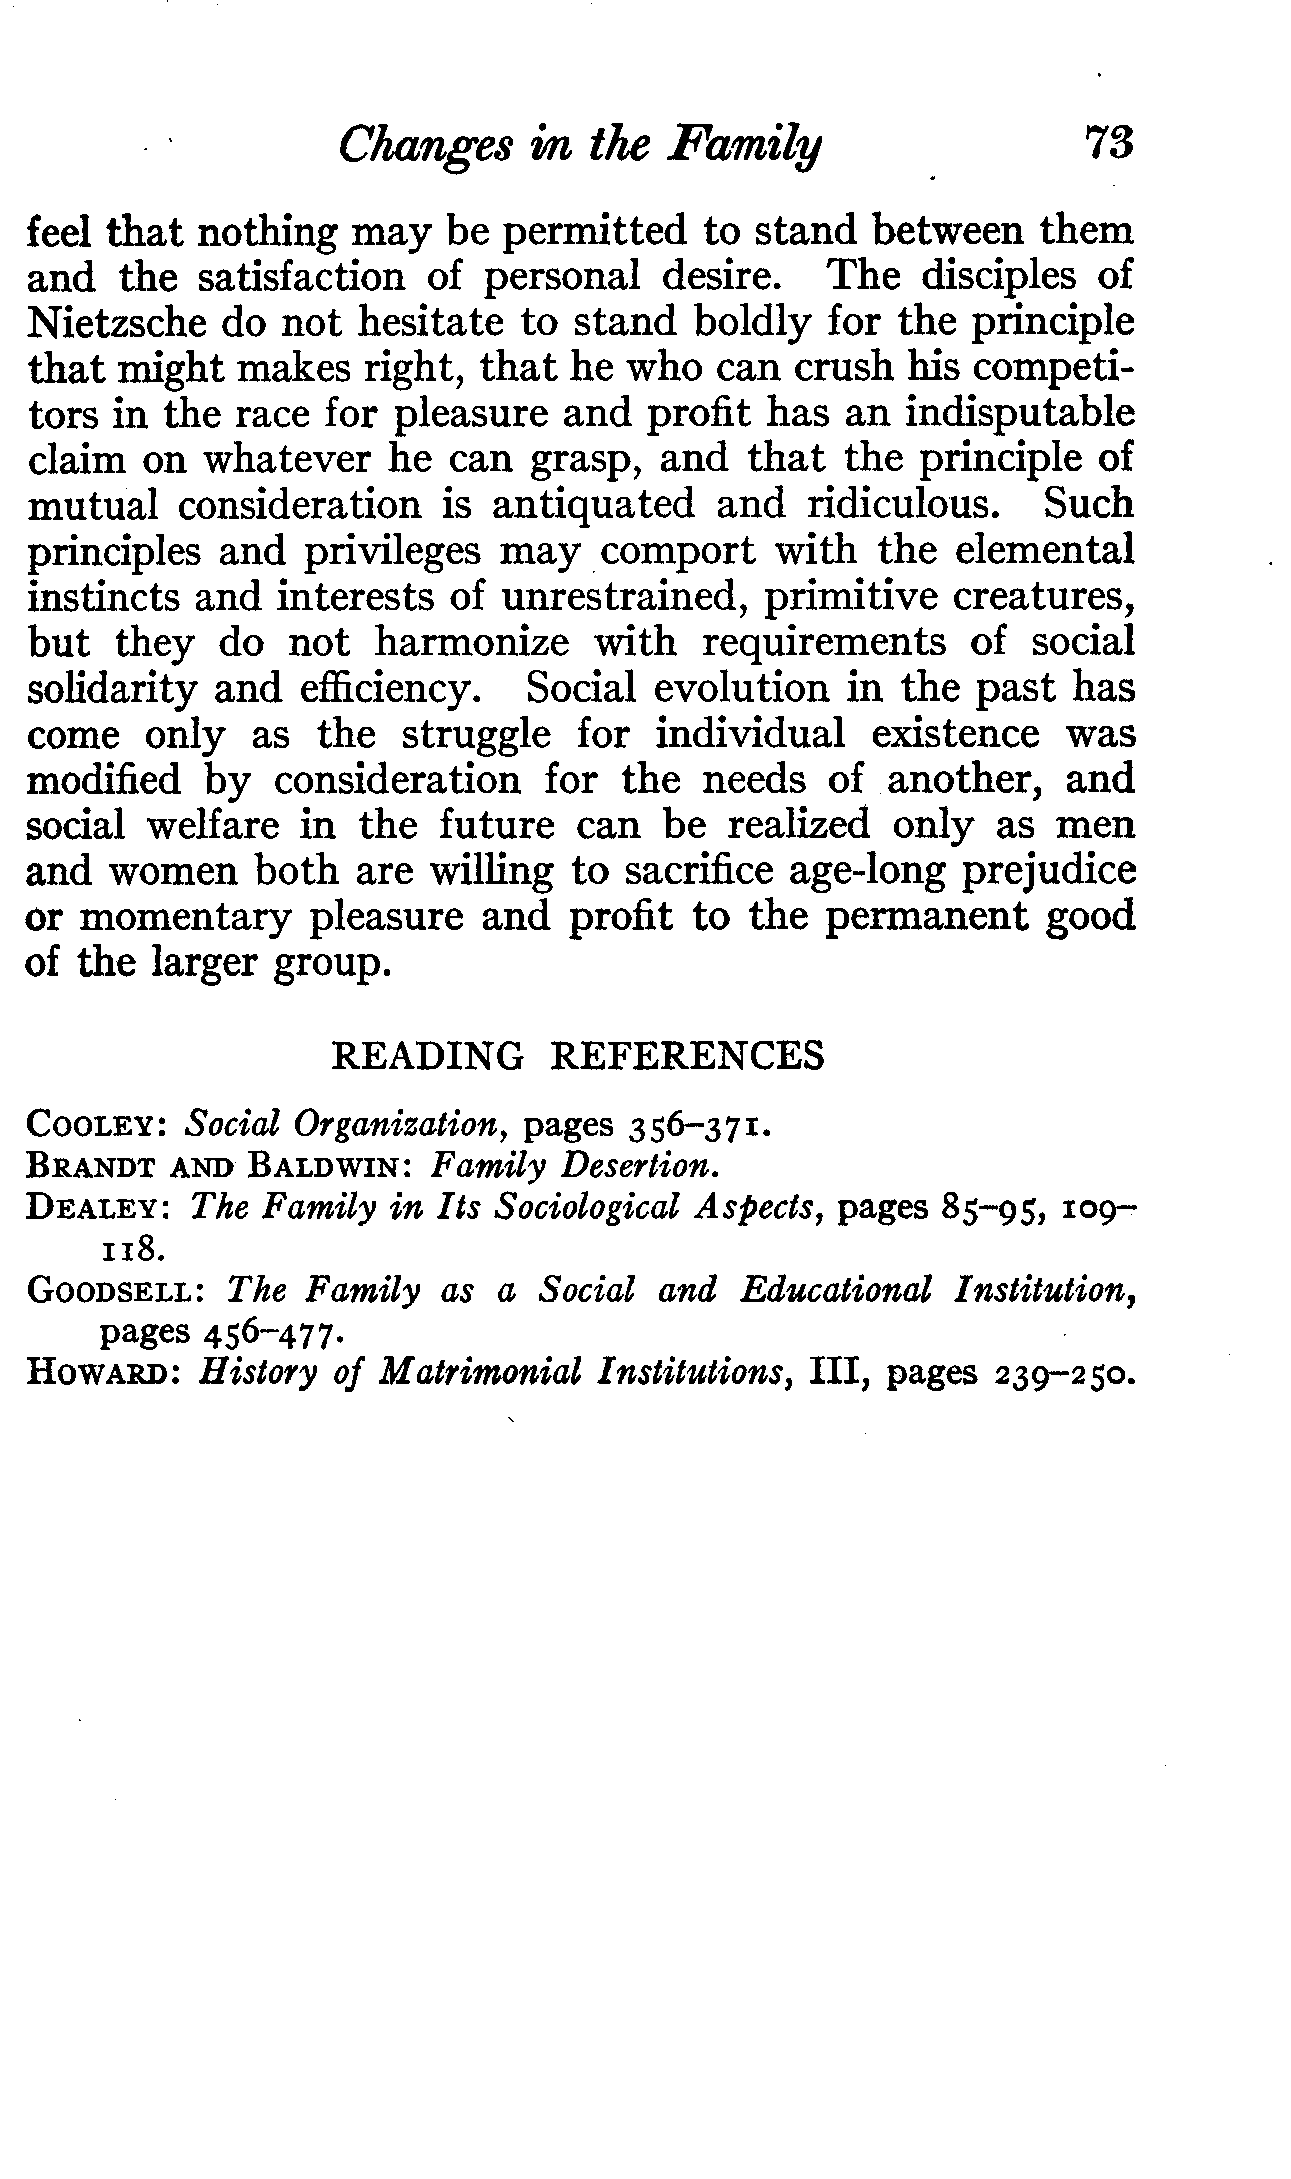 Changes in the Family 73
feel that nothing may be permitted to stand between them
and the satisfaction of personal desire. The disciples of
Nietzsche do not hesitate to stand boldly for the principle
that might makes right, that he who can crush his competi-
tors in the race for pleasure and profit has an indisputable
claim on whatever he can grasp, and that the principle of
mutual consideration is antiquated and ridiculous. Such
principles and privileges may comport with the elemental
instincts and interests of unrestrained, primitive creatures,
but they do not harmonize with requirements of social
solidarity and efficiency. Social evolution in the past has
come only as the struggle for individual existence was
modified by consideration for the needs of another, and
social welfare in the future can be realized only as men
and women both are willing to sacrifice age-long prejudice
or momentary pleasure and profit to the permanent good
of the larger group.
READING REFERENCES
COOLEY: Social Organization, pages 356–371.
BRANDT AND BALDWIN: Family Desertion.
DEALEY: The Family in Its Sociological Aspects, pages 85–95, 109–
118.
GOODSELL: The Family as a Social and Educational Institution,
pages 456–477.
HOWARD: History of Matrimonial Institutions, III, pages 239–250.